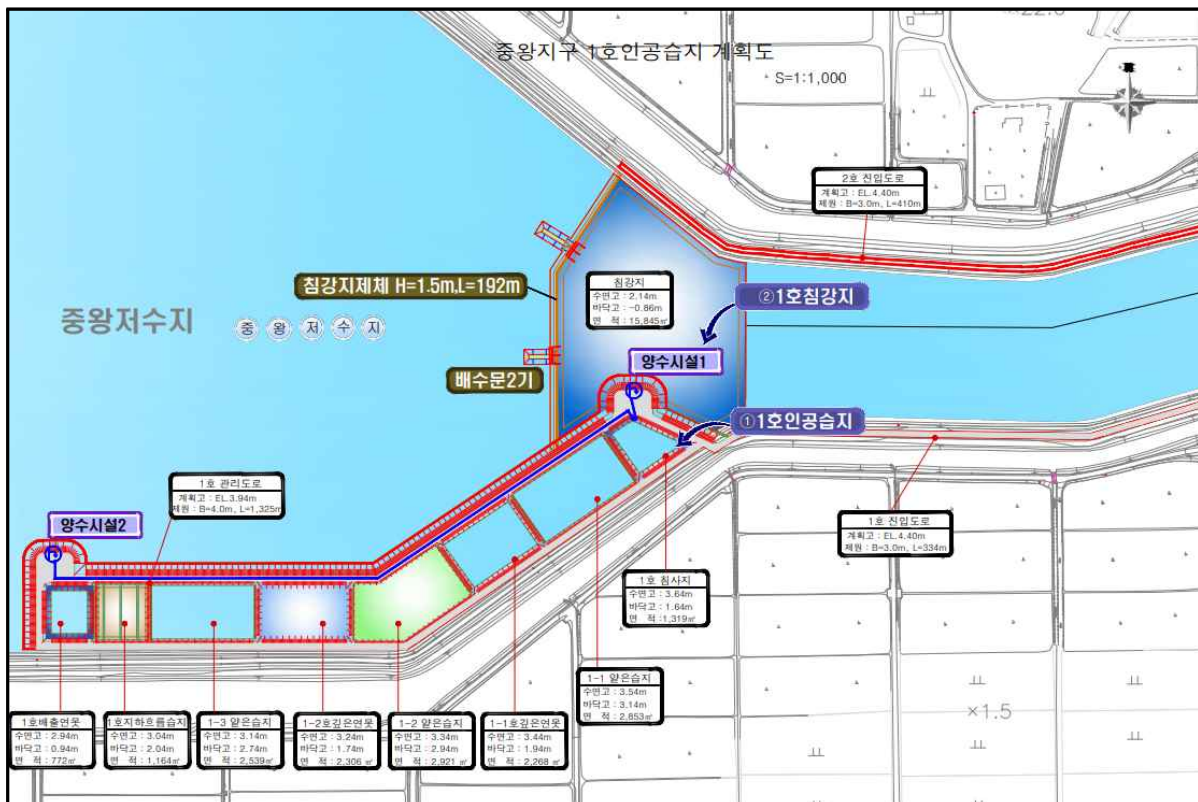 중왕지구 1호인공습지 계획도
S=1:1,000
2호 진입도로
계획고 : EL.4.40m
제원 : B=3.0m, L=410m
침강지제체 H=1.5m,L=192m
침강지
수면고 : 2.14m
바닥고 : -0.86m
면 적 : 15,845㎡
②1호침강지
중왕저수지
중 왕 저 수 지
양수시설1
배수문2기
①1호인공습지
1호 관리도로
계획고 : EL.3.94m
제원 : B=4.0m, L=1,325m
양수시설2
1호 진입도로
계획고 : EL.4.40m
제원 : B=3.0m, L=334m
1호 침사지
수면고 : 3.64m
바닥고 : 1.64m
면 적 : 1,319㎡
1-1 얕은습지
수면고 : 3.54m
바닥고 : 3.14m
면 적 : 2,653㎡
×1.5
1호배출연못
수면고 : 2.94m
바닥고 : 0.94m
면 적 : 772㎡
1호지하흐름습지
수면고 : 3.04m
바닥고 : 2.04m
면 적 : 1,164㎡
1-3 얕은습지
수면고 : 3.14m
바닥고 : 2.74m
면 적 : 2,539㎡
1-2호깊은연못
수면고 : 3.24m
바닥고 : 1.74m
면 적 : 2,306 ㎡
1-2 얕은습지
수면고 : 3.34m
바닥고 : 2.94m
면 적 : 2,921 ㎡
1-1호깊은연못
수면고 : 3.44m
바닥고 : 1.94m
면 적 : 2,268 ㎡